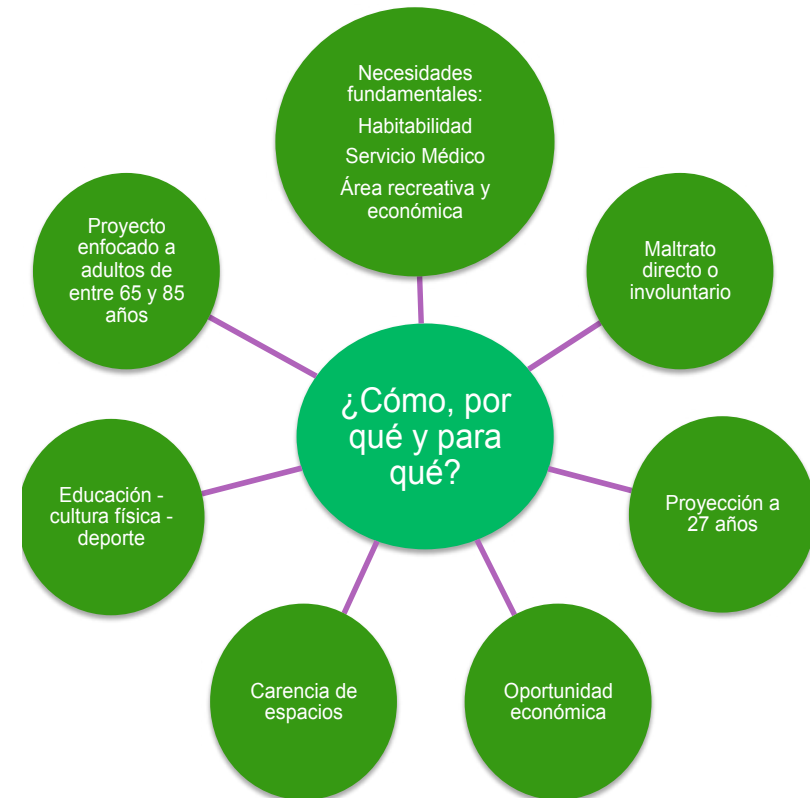 Necesidades
fundamentales:
Habitabilidad
Servicio Médico
Área recreativa y
económica
Maltrato
directo o
involuntario
Proyección a
27 años
Oportunidad
económica
Carencia de
espacios
Educación -
cultura física -
deporte
Proyecto
enfocado a
adultos de
entre 65 y 85
años
¿Cómo, por
qué y para
qué?